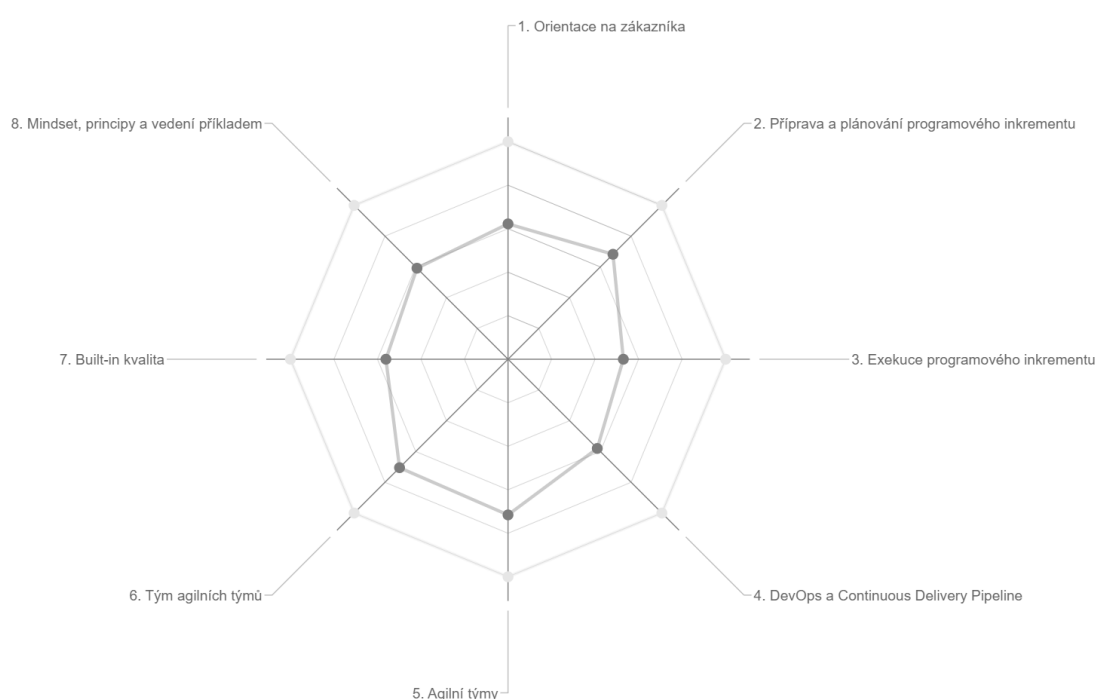 1. Orientace na zákazníka
8. Mindset, principy a vedení příkladem
2. Příprava a plánování programového inkrementu
7. Built-in kvalita
3. Exekuce programového inkrementu
6. Tým agilních týmů
4. DevOps a Continuous Delivery Pipeline
5. Agilní týmy